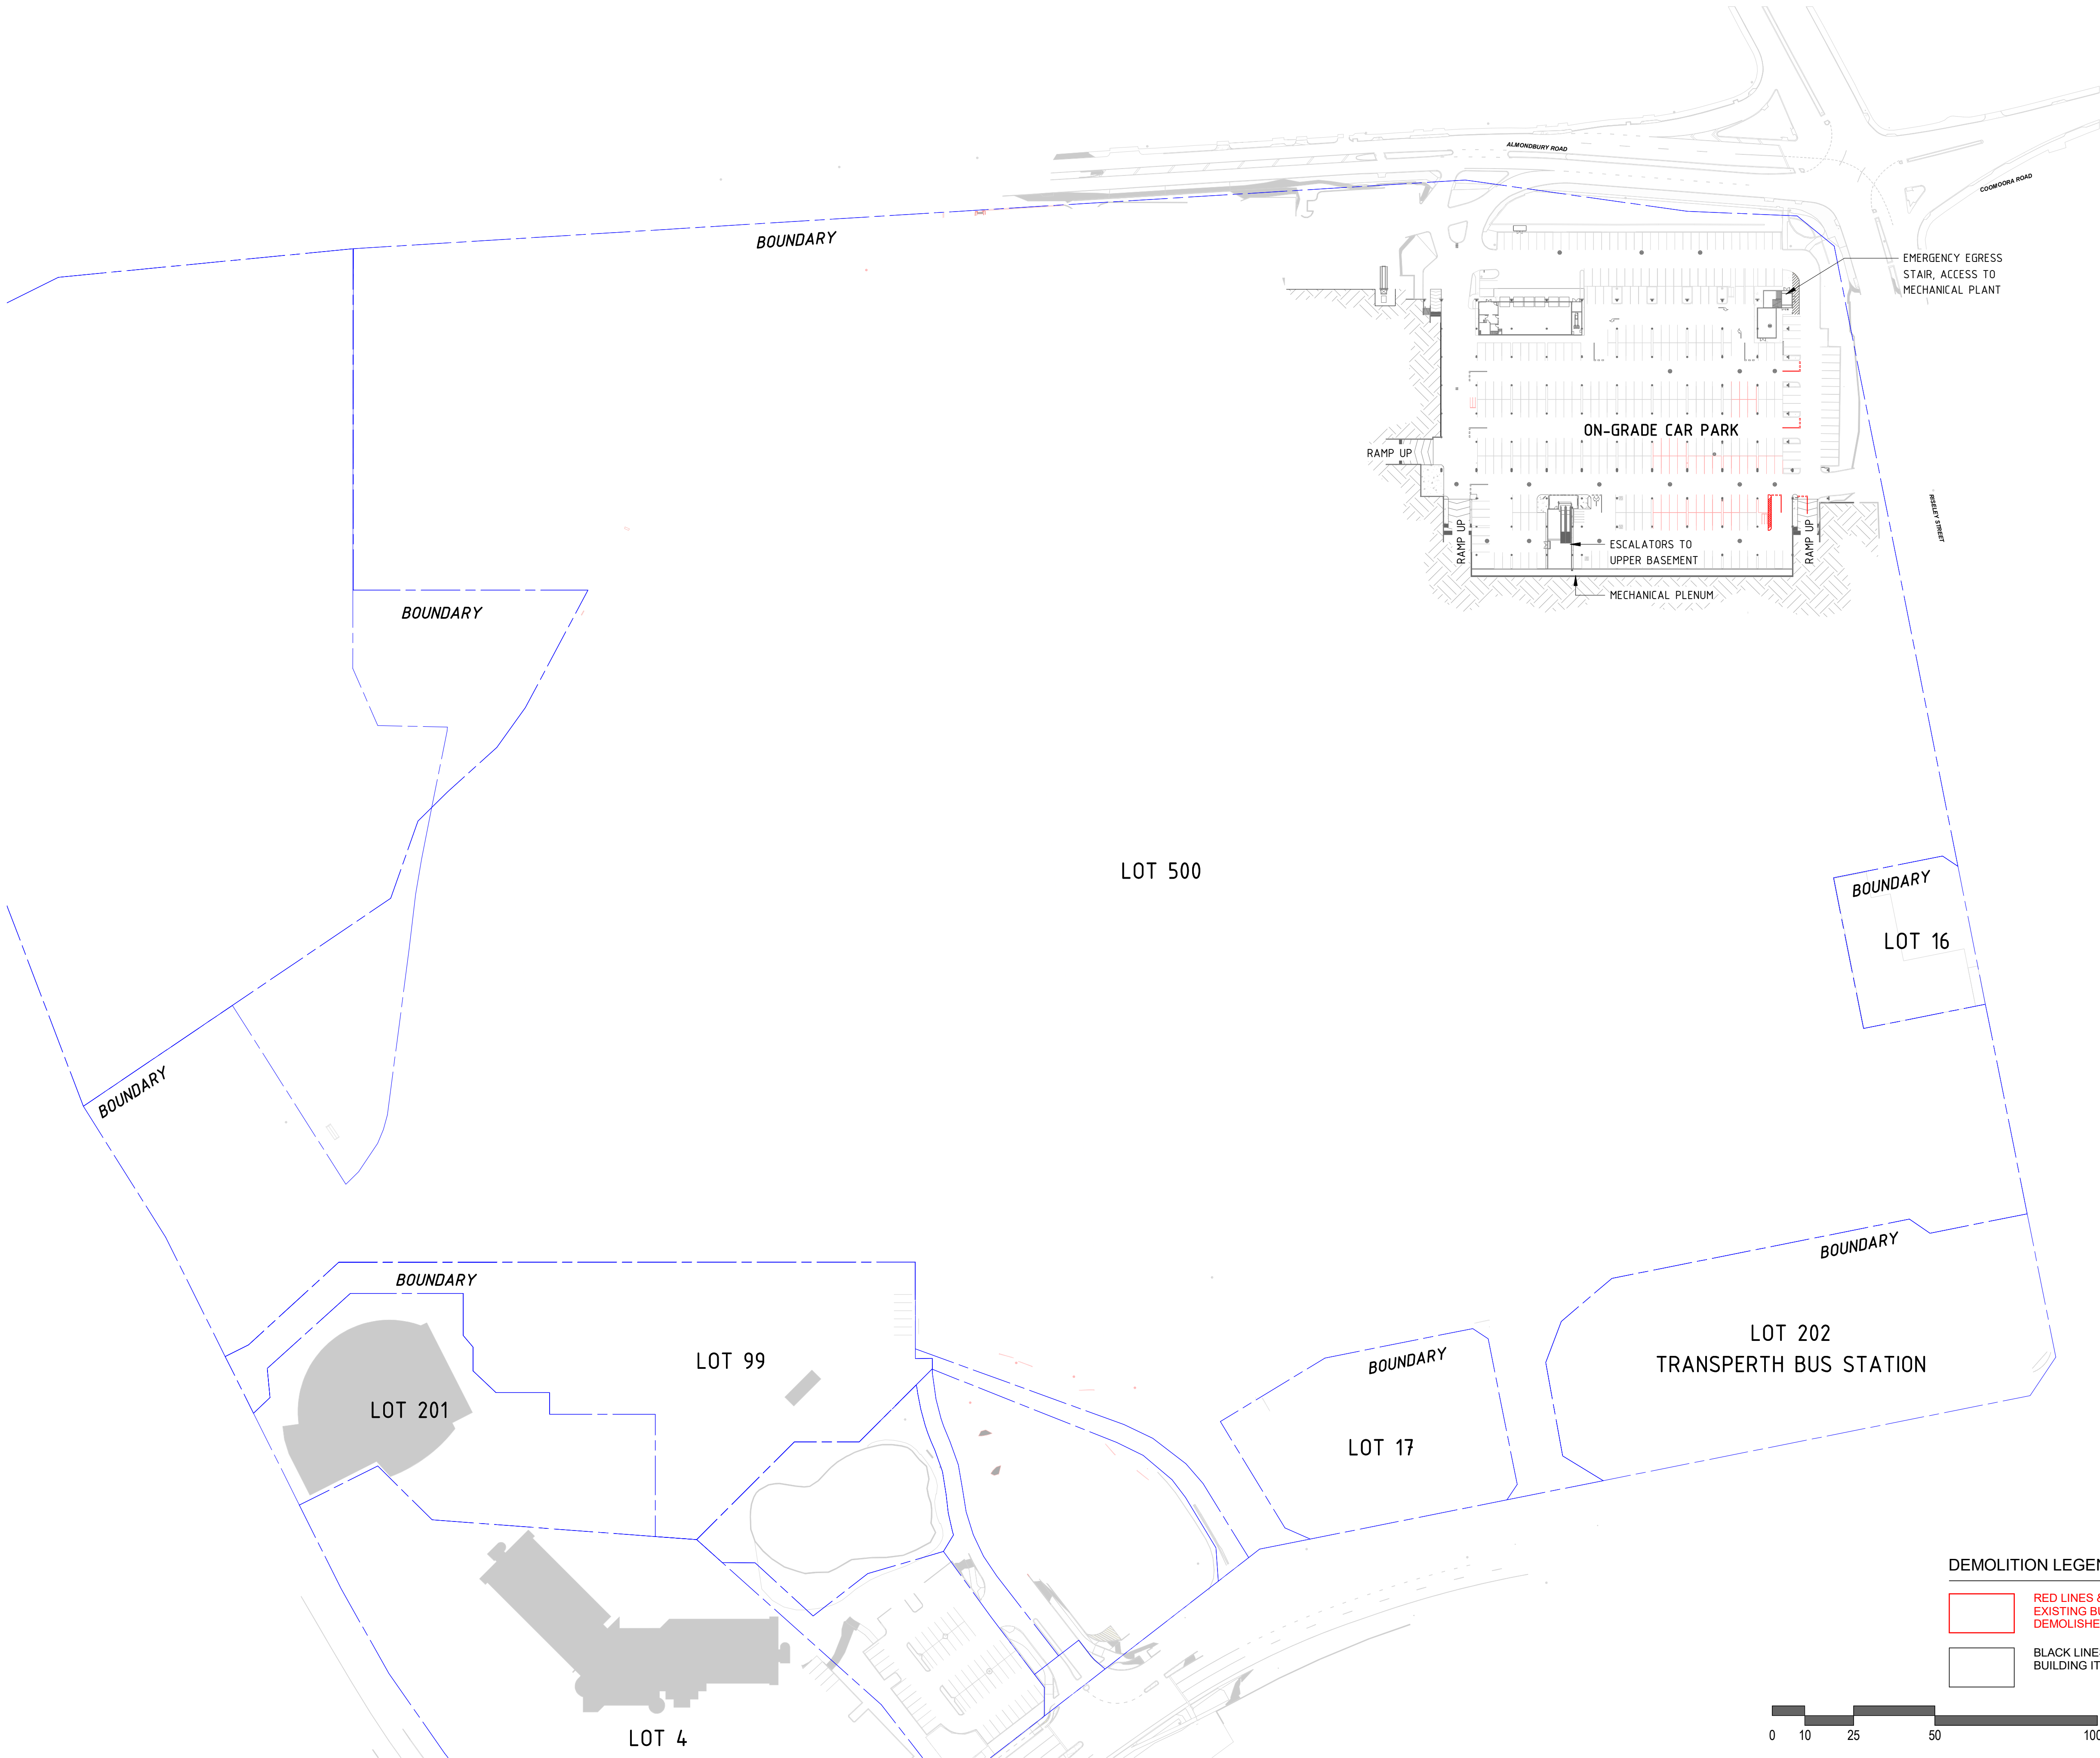 ALMONDBURY ROAD
COOMOORA ROAD
BOUNDARY
EMERGENCY EGRESS
STAIR, ACCESS TO
MECHANICAL PLANT
ON-GRADE CAR PARK
RAMP UP
RISELEY STREET
RAMP UP
RAMP UP
ESCALATORS TO
UPPER BASEMENT
MECHANICAL PLENUM
BOUNDARY
LOT 500
BOUNDARY
LOT 16
BOUNDARY
BOUNDARY
BOUNDARY
LOT 202
TRANSPERTH BUS STATION
BOUNDARY
LOT 99
LOT 201
LOT 17
LOT 4
DEMOLITION LEGEN
RED LINES &
EXISTING BU
DEMOLISHE
BLACK LINES
BUILDING IT
0 10 25 50 100